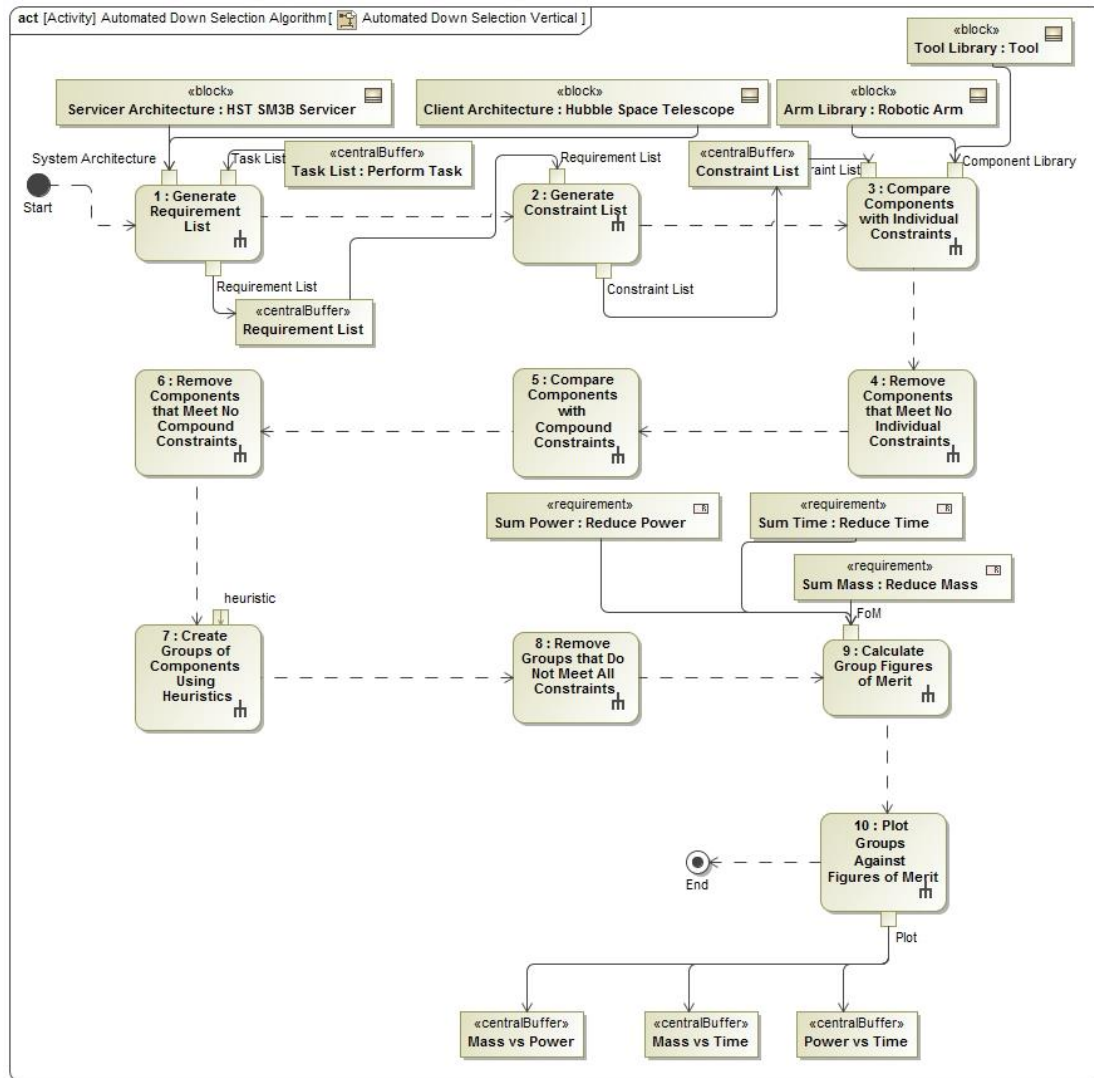 act [Activity] Automated Down Selection Algorithm[ Automated Down Selection Vertical ]
«block»
Tool Library : Tool
«block»
Servicer Architecture : HST SM3B Servicer
«block»
Client Architecture : Hubble Space Telescope
«block»
Arm Library : Robotic Arm
System Architecture
Task List
«centralBuffer»
Task List : Perform Task
Requirement List
«centralBuffer»
Constraint List
raint List
Component Library
Start
1 : Generate
Requirement
List
2 : Generate
Constraint List
3 : Compare
Components
with Individual
Constraints
Requirement List
«centralBuffer»
Requirement List
Constraint List
6 : Remove
Components
that Meet No
Compound
Constraints
5 : Compare
Components
with
Compound
Constraints
4 : Remove
Components
that Meet No
Individual
Constraints
«requirement»
Sum Power : Reduce Power
«requirement»
Sum Time : Reduce Time
«requirement»
Sum Mass : Reduce Mass
heuristic
FoM
7 : Create
Groups of
Components
Using
Heuristics
8 : Remove
Groups that Do
Not Meet All
Constraints
9 : Calculate
Group Figures
of Merit
10 : Plot
Groups
Against
Figures of Merit
End
Plot
«centralBuffer»
Mass vs Power
«centralBuffer»
Mass vs Time
«centralBuffer»
Power vs Time